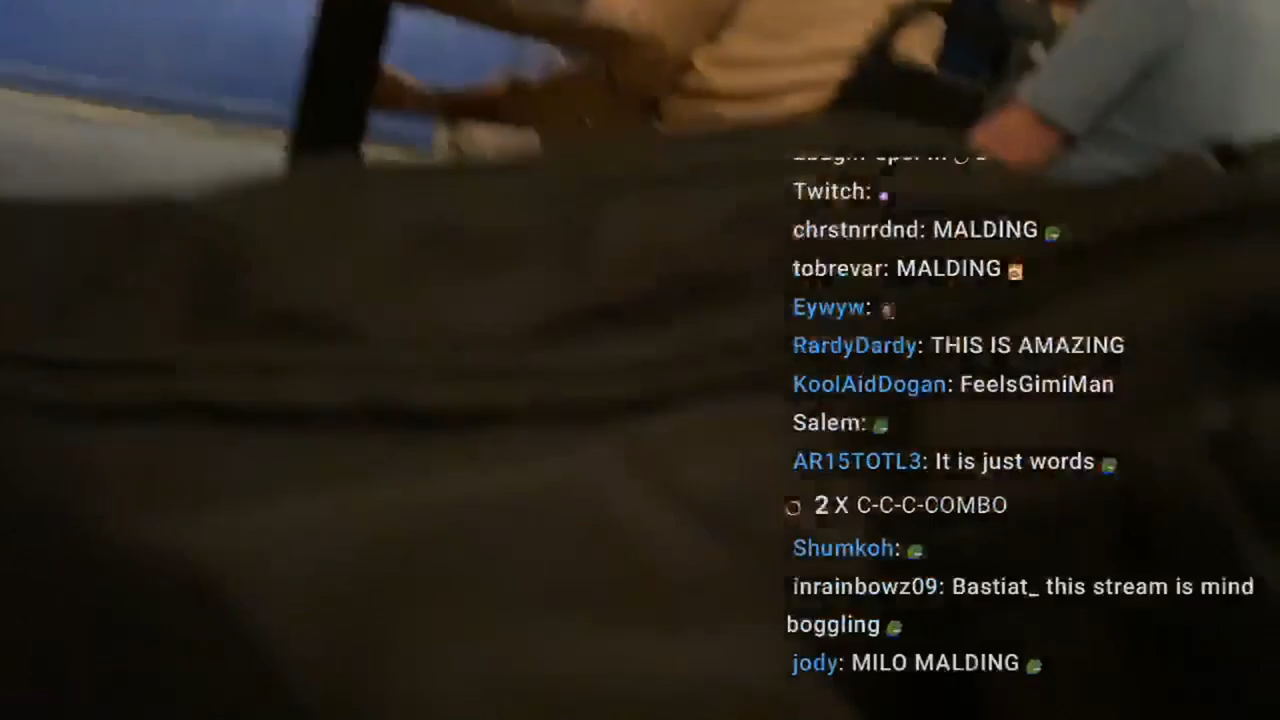 Twitch:
chrstnrrdnd: MALDING
tobrevar: MALDING
Eywyw:
RardyDardy: THIS IS AMAZING
KoolAidDogan: FeelsGimiMan
Salem:
AR15TOTL3: It is just words
2 X C-C-C-COMBO
Shumkoh:
inrainbowz09: Bastiat_ this stream is mind
boggling
jody: MILO MALDING